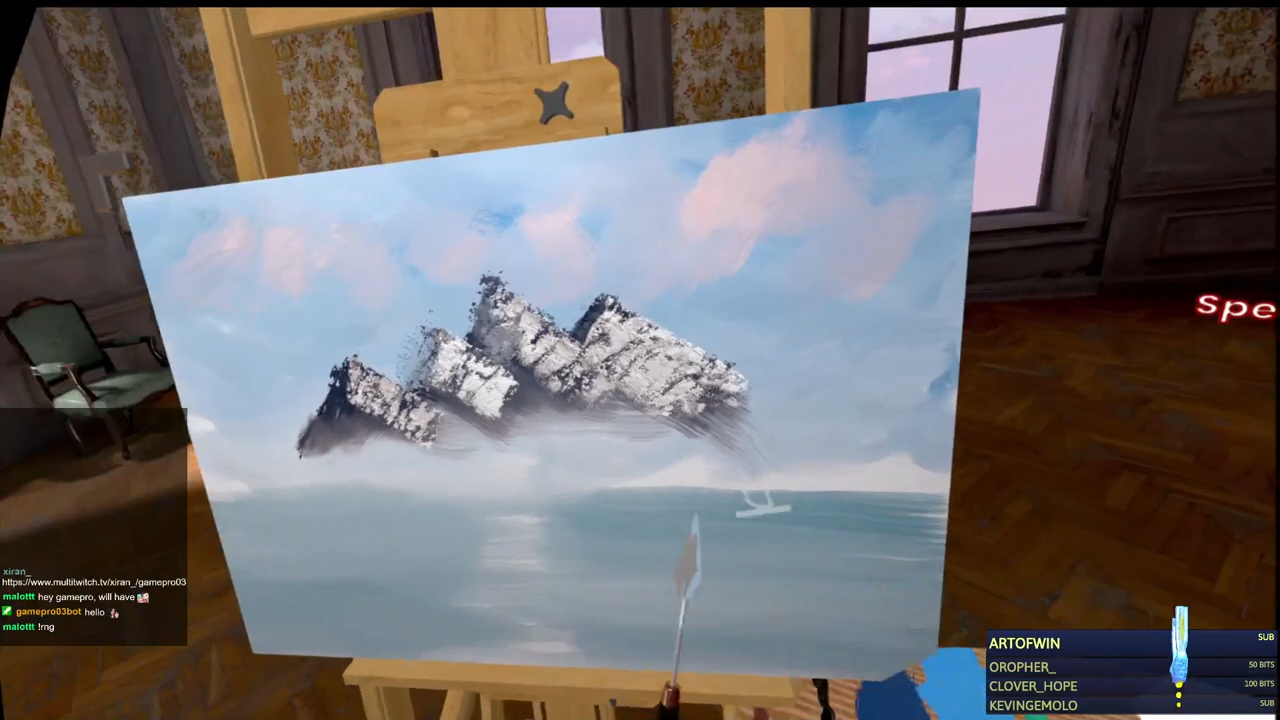 Spe
xiran_
https://www.multitwitch.tv/xiran_/gamepro03
malottt hey gamepro, will have
gamepro03bot hello
malottt !rng
ARTOFWIN SUB
OROPHER_ 50 BITS
CLOVER_HOPE 100 BITS
KEVINGEMOLO SUB